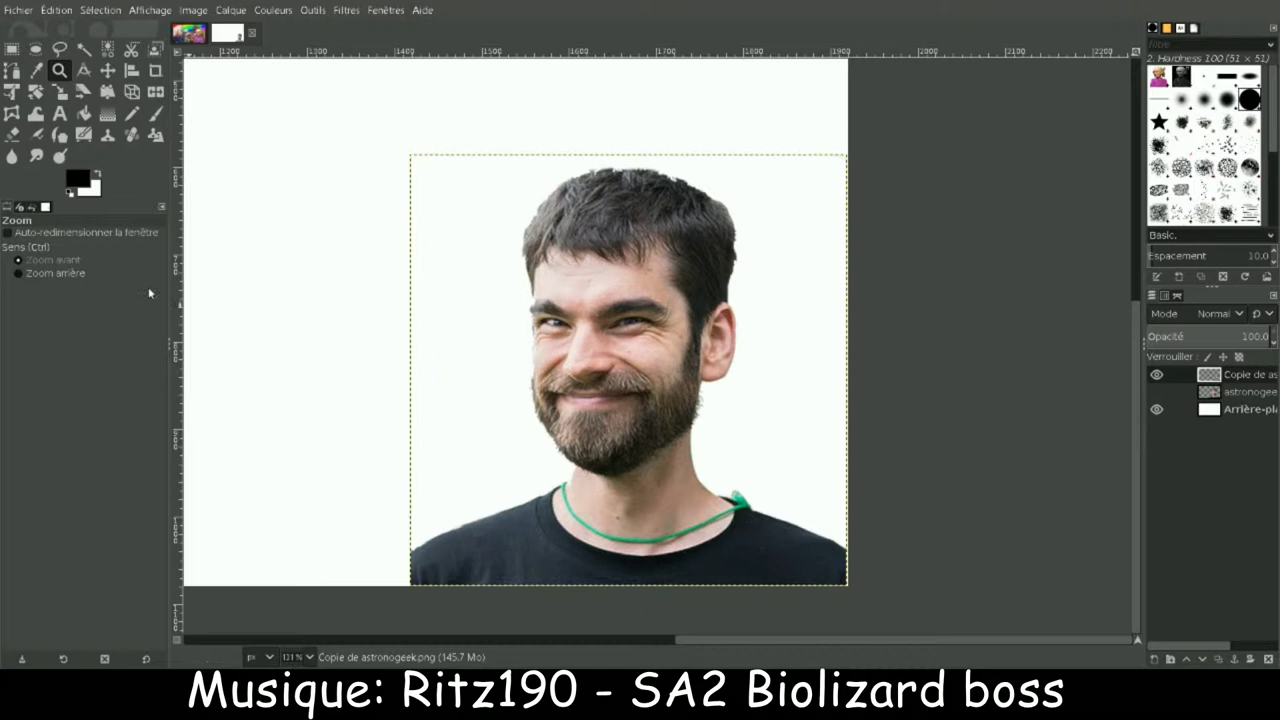 Fichier Édition Sélection Affichage Image Calque Couleurs Outils Filtres Fenêtres Aide
1200 1300 1400 1500 1600 1700 1800 1900 2000 2100 2200
2. Hardness 100 (51 × 51)
Zoom
Auto-redimensionner la fenêtre
Sens (Ctrl)
Zoom avant
Zoom arrière
Basic.
Espacement 10.0
Mode Normal
Opacité 100.0
Verrouiller :
Copie de as
astronogee
Arrière-pl
px 131 % Copie de astronogeek.png (145.7 Mo)
Musique: Ritz190 - SA2 Biolizard boss